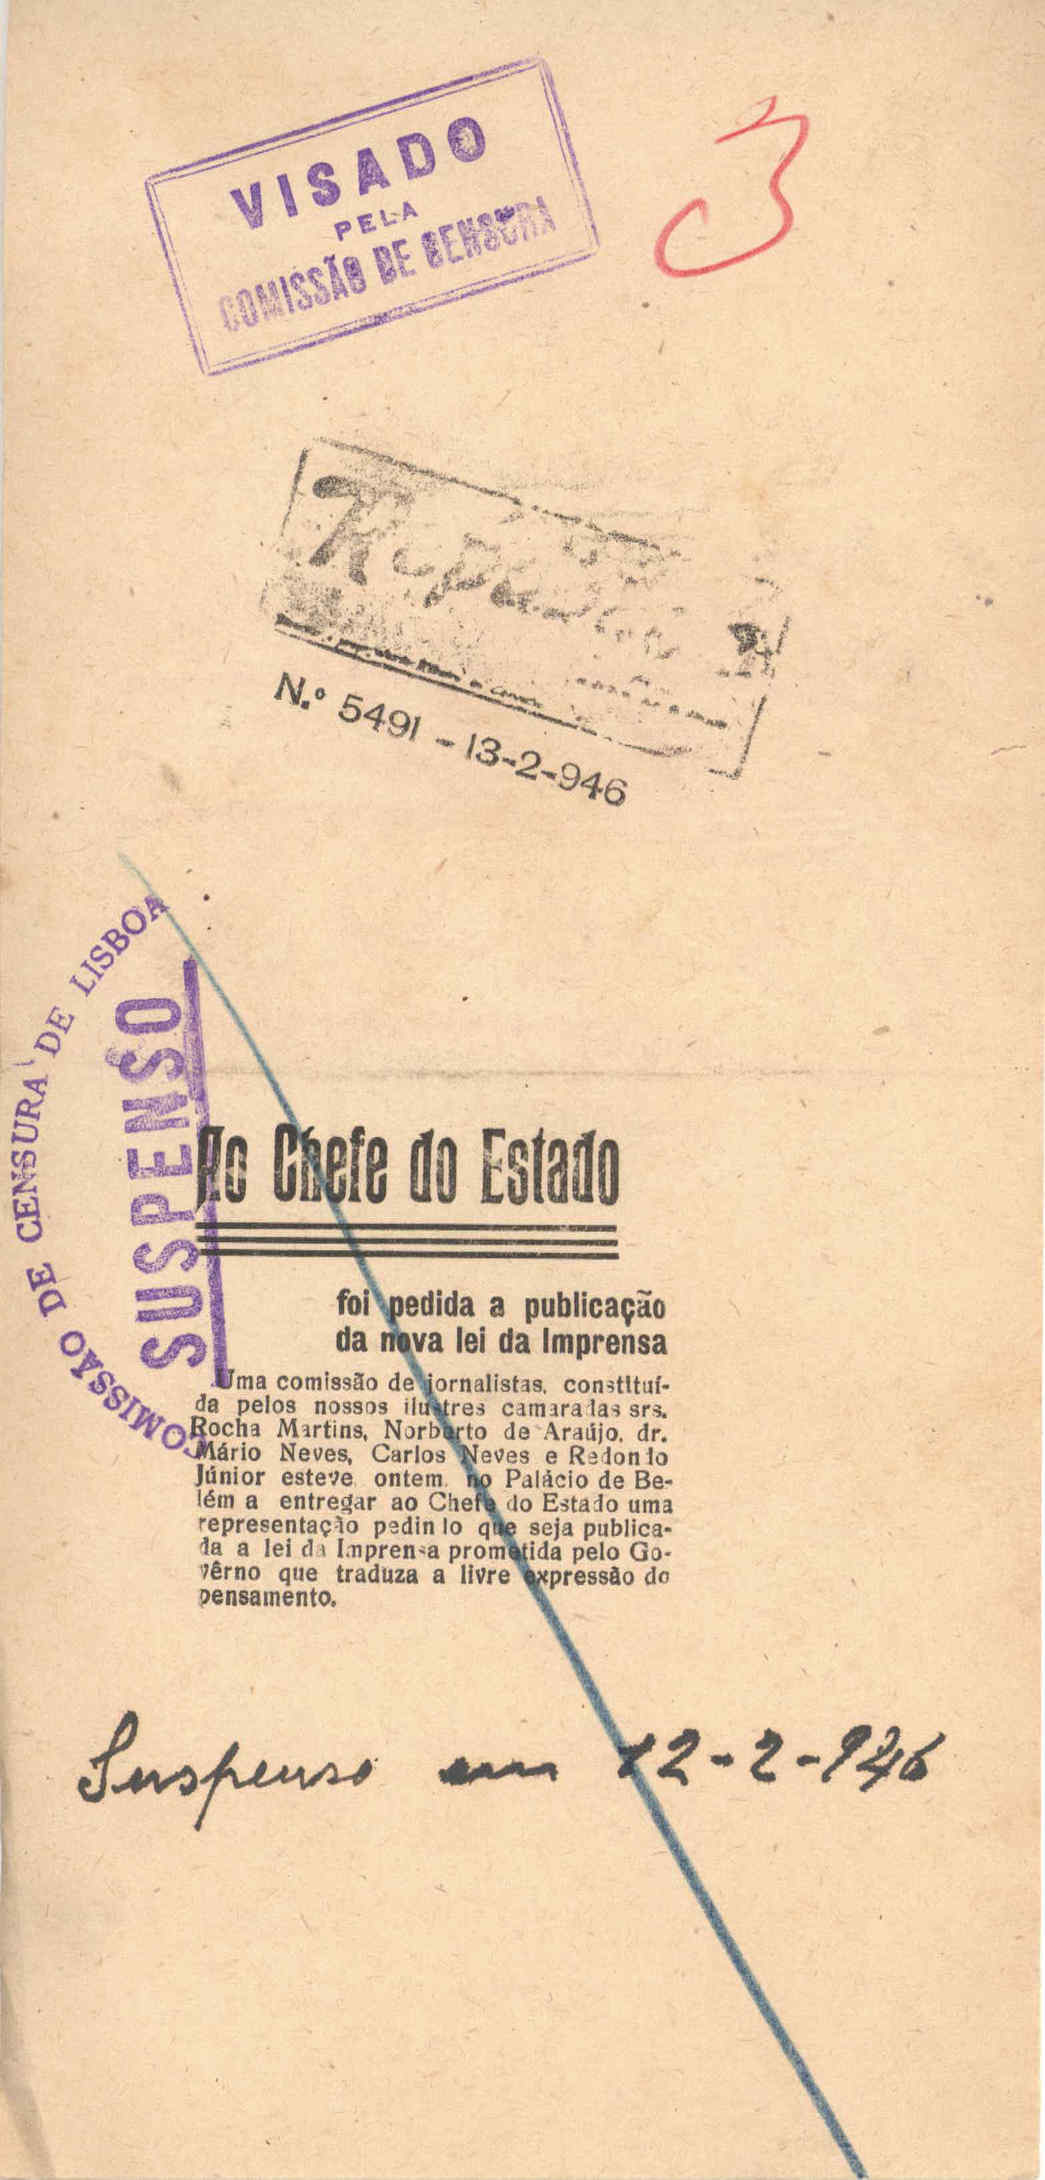 VISADO
PELA
COMISSÃO DE CENSURA
3
República
N.º 5491 - 13-2-946
COMISSÃO DE CENSURA DE LISBOA
SUSPENSO
Ao Chefe do Estado
foi pedida a publicação
da nova lei da Imprensa
Uma comissão de jornalistas, constituí-
da pelos nossos ilustres camaradas srs.
Rocha Martins, Norberto de Araújo, dr.
Mário Neves, Carlos Neves e Redondo
Júnior esteve ontem no Palácio de Be-
lém a entregar ao Chefe do Estado uma
representação pedindo que seja publica-
da a lei da Imprensa prometida pelo Go-
vêrno que traduza a livre expressão do
pensamento.
Suspenso em 12-2-946